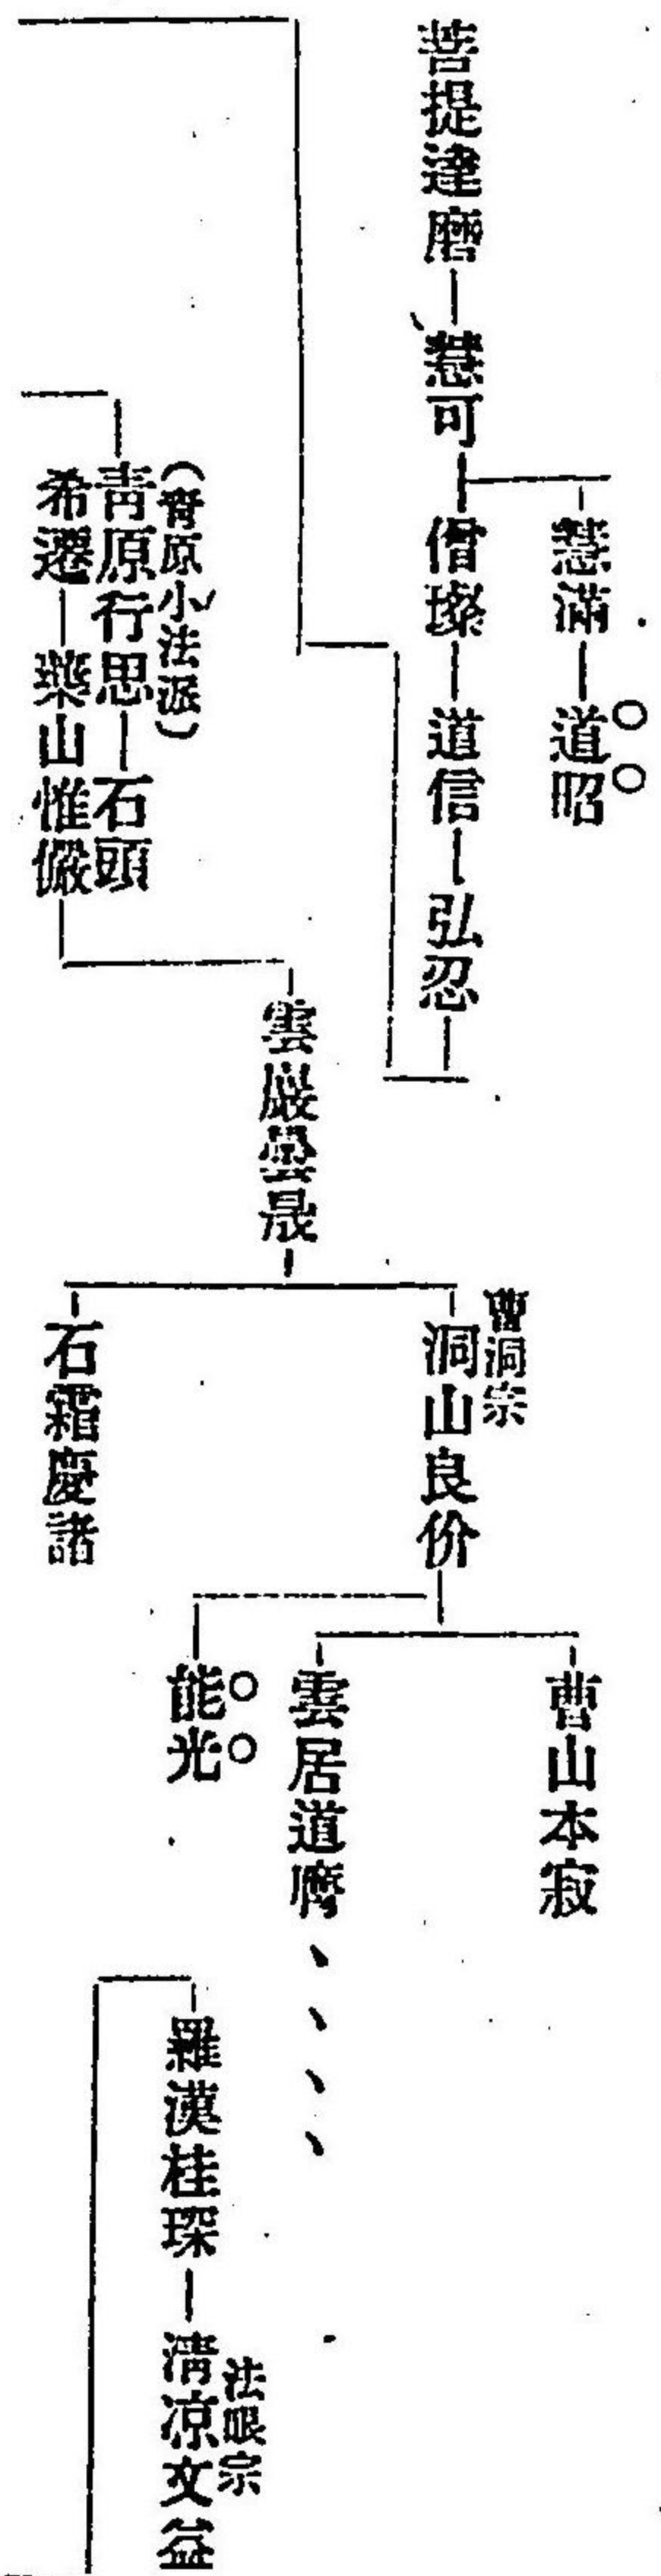 菩提達磨―慧可
慧滿―道昭
僧璨―道信―弘忍
(青原小法派)
青原行思―石頭
希遷―藥山惟儼
雲巖曇晟
曹洞宗
洞山良价
石霜慶諸
曹山本寂
雲居道膺、、、、
能光
羅漢桂琛―淸凉文益
法眼宗